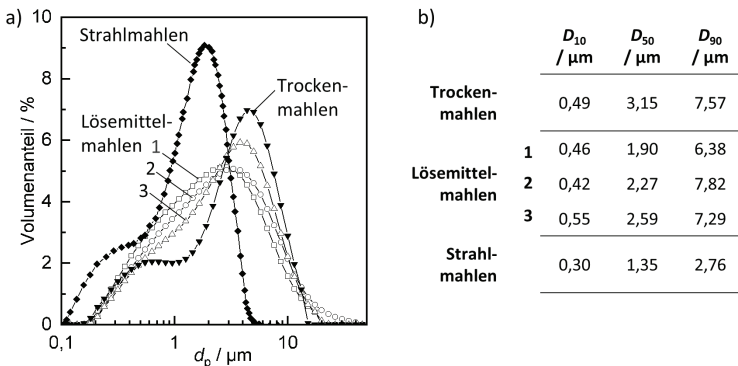 a)
10
8
6
4
2
0
Volumenanteil / %
Strahlmahlen
Trocken-
mahlen
Lösemittel-
mahlen
1
2
3
0,1
1
10
dp / µm
b)
D10 D50 D90
/ µm / µm / µm
Trocken-
mahlen 0,49 3,15 7,57
Lösemittel-
mahlen
1 0,46 1,90 6,38
2 0,42 2,27 7,82
3 0,55 2,59 7,29
Strahl-
mahlen 0,30 1,35 2,76